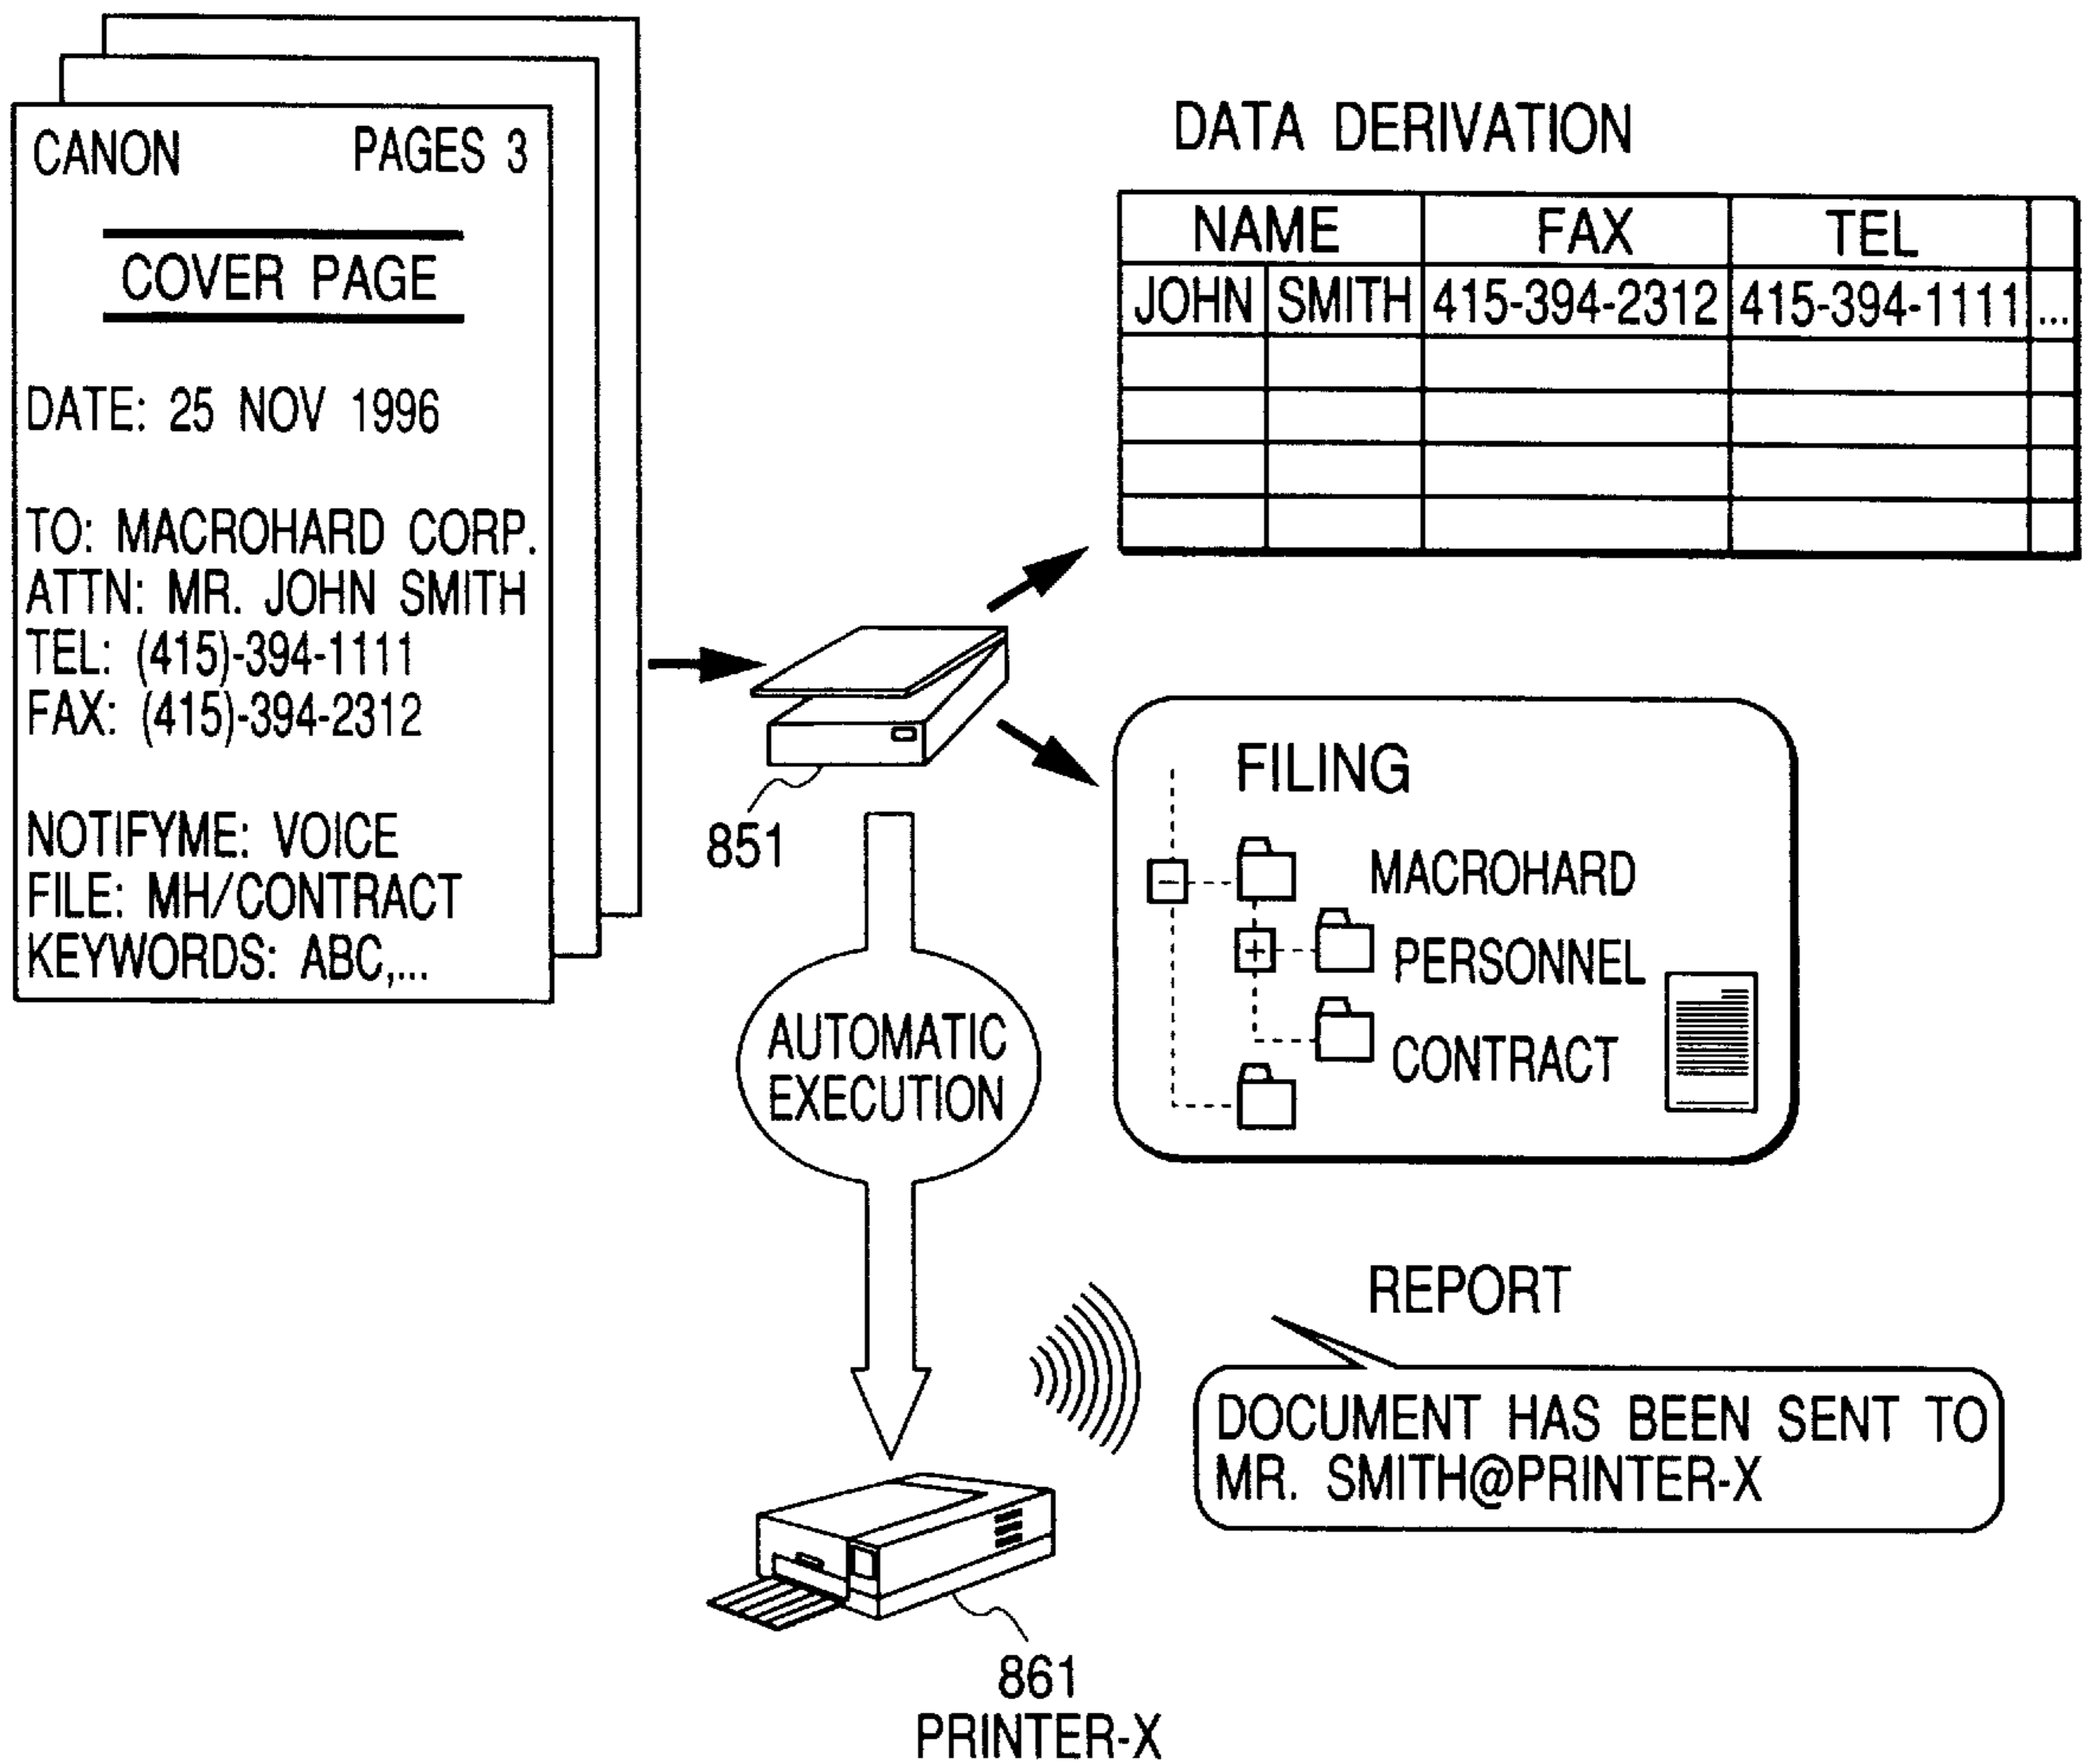 CANON PAGES 3
COVER PAGE
DATE: 25 NOV 1996
TO: MACROHARD CORP.
ATTN: MR. JOHN SMITH
TEL: (415)-394-1111
FAX: (415)-394-2312
NOTIFYME: VOICE
FILE: MH/CONTRACT
KEYWORDS: ABC,...
851
DATA DERIVATION
NAME FAX TEL
JOHN SMITH 415-394-2312 415-394-1111 ...
FILING
MACROHARD
PERSONNEL
CONTRACT
AUTOMATIC
EXECUTION
REPORT
DOCUMENT HAS BEEN SENT TO
MR. SMITH@PRINTER-X
861
PRINTER-X